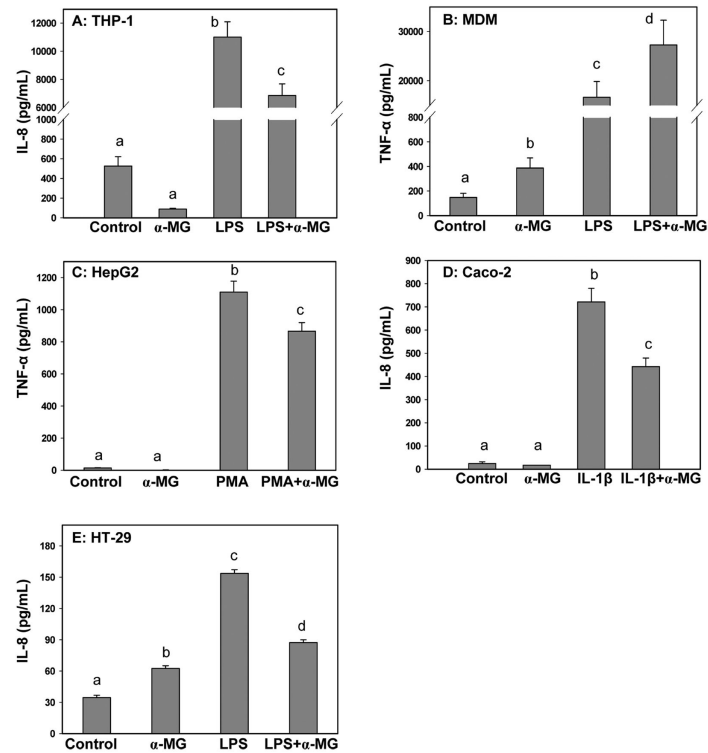 A: THP-1
IL-8 (pg/mL)
12000
10000
8000
6000
1000
800
600
400
200
0
a
a
b
c
Control α-MG LPS LPS+α-MG
B: MDM
TNF-α (pg/mL)
30000
20000
800
600
400
200
0
a
b
c
d
Control α-MG LPS LPS+α-MG
C: HepG2
TNF-α (pg/mL)
1200
1000
800
600
400
200
0
a
a
b
c
Control α-MG PMA PMA+α-MG
D: Caco-2
IL-8 (pg/mL)
900
800
700
600
500
400
300
200
100
0
a
a
b
c
Control α-MG IL-1β IL-1β+α-MG
E: HT-29
IL-8 (pg/mL)
180
150
120
90
60
30
0
a
b
c
d
Control α-MG LPS LPS+α-MG